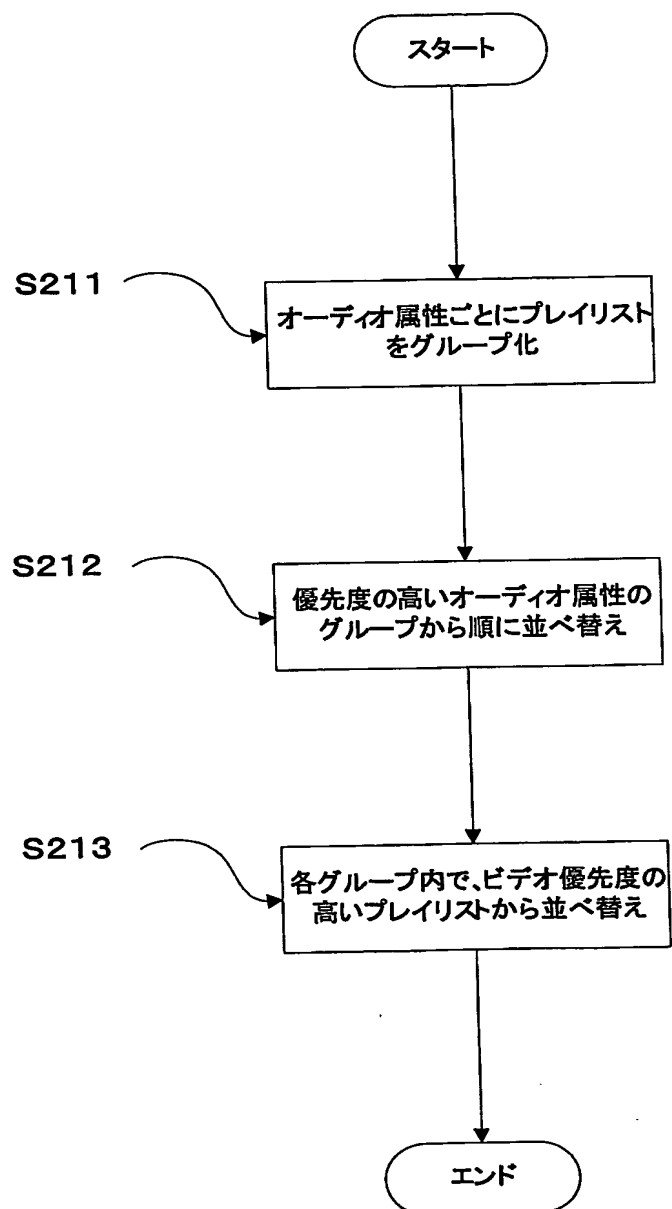 スタート
S211
オーディオ属性ごとにプレイリスト
をグループ化
S212
優先度の高いオーディオ属性の
グループから順に並べ替え
S213
各グループ内で、ビデオ優先度の
高いプレイリストから並べ替え
エンド